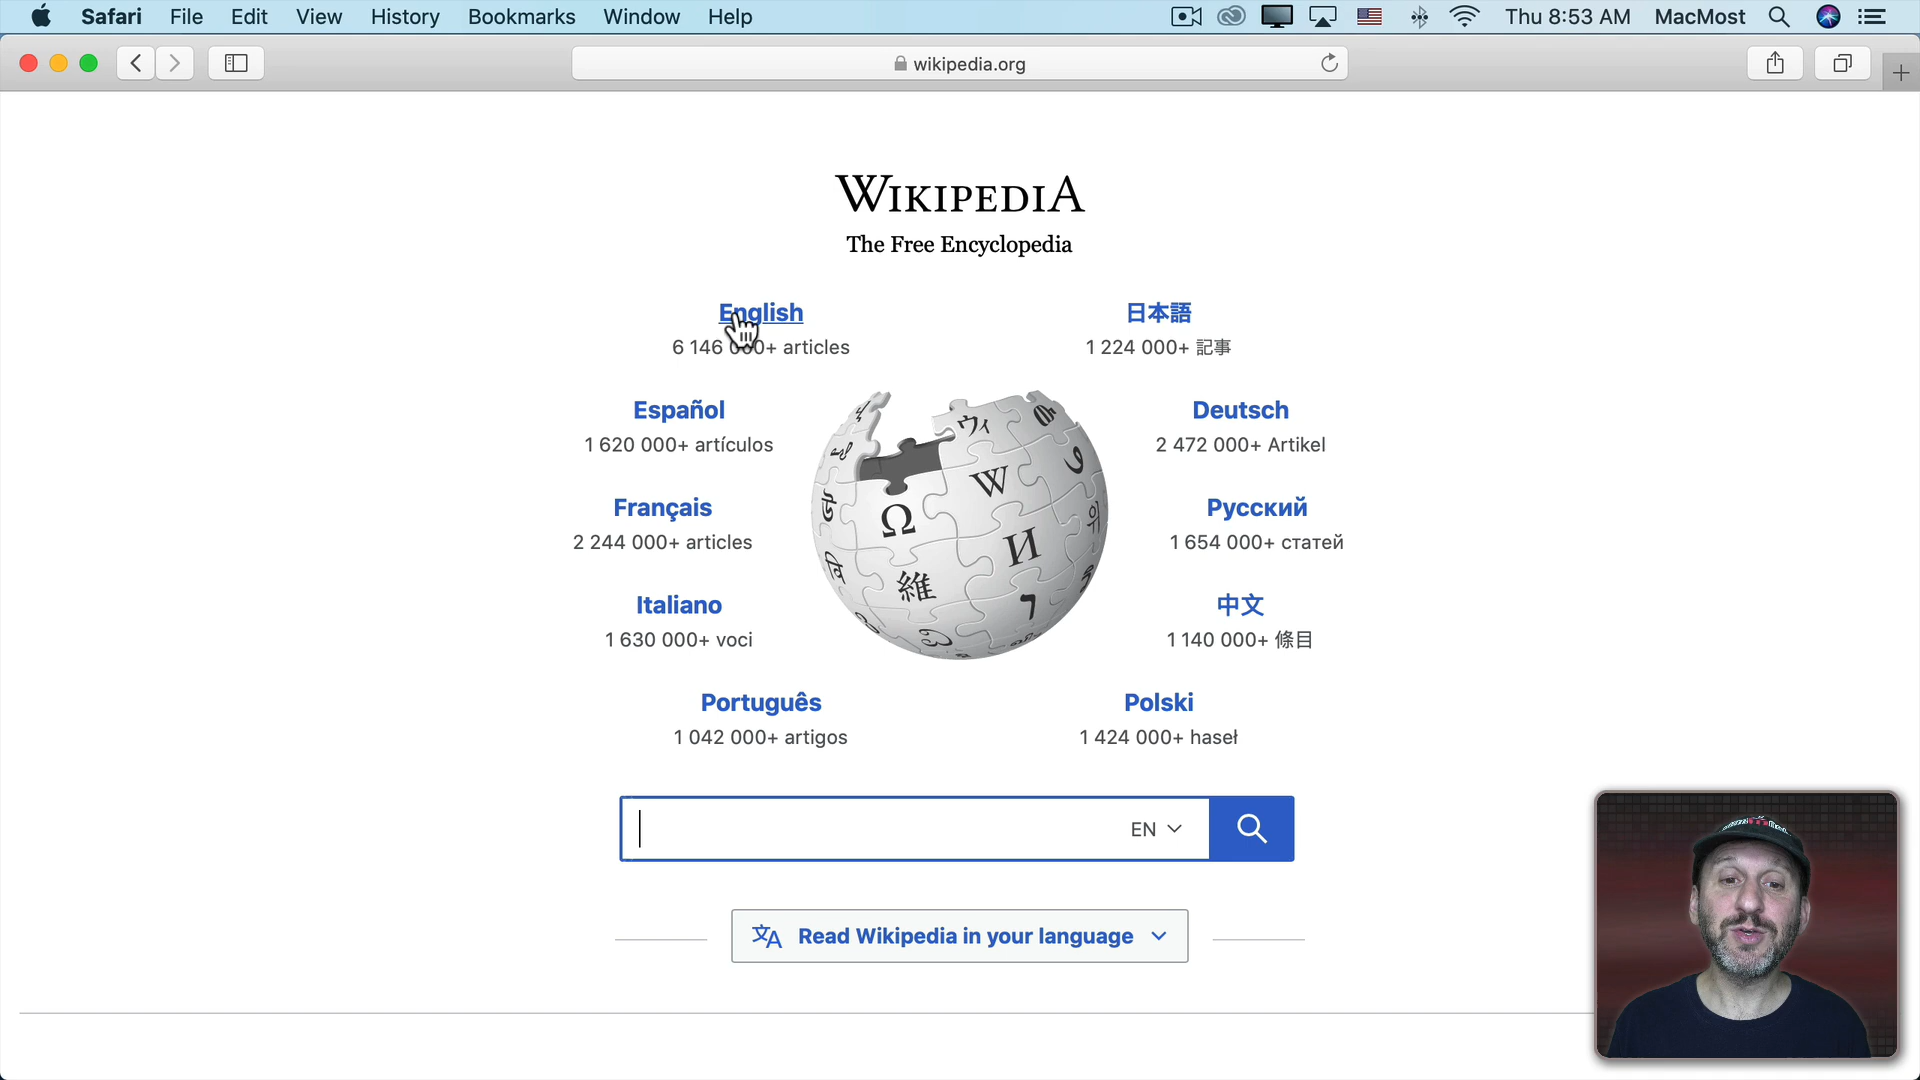 Safari File Edit View History Bookmarks Window Help Thu 8:53 AM MacMost
wikipedia.org
WIKIPEDIA
The Free Encyclopedia
English
6 146 000+ articles
日本語
1 224 000+ 記事
Español
1 620 000+ artículos
Deutsch
2 472 000+ Artikel
Français
2 244 000+ articles
Русский
1 654 000+ статей
Italiano
1 630 000+ voci
中文
1 140 000+ 條目
Português
1 042 000+ artigos
Polski
1 424 000+ haseł
Ω W И 維 ウィ
EN
Read Wikipedia in your language